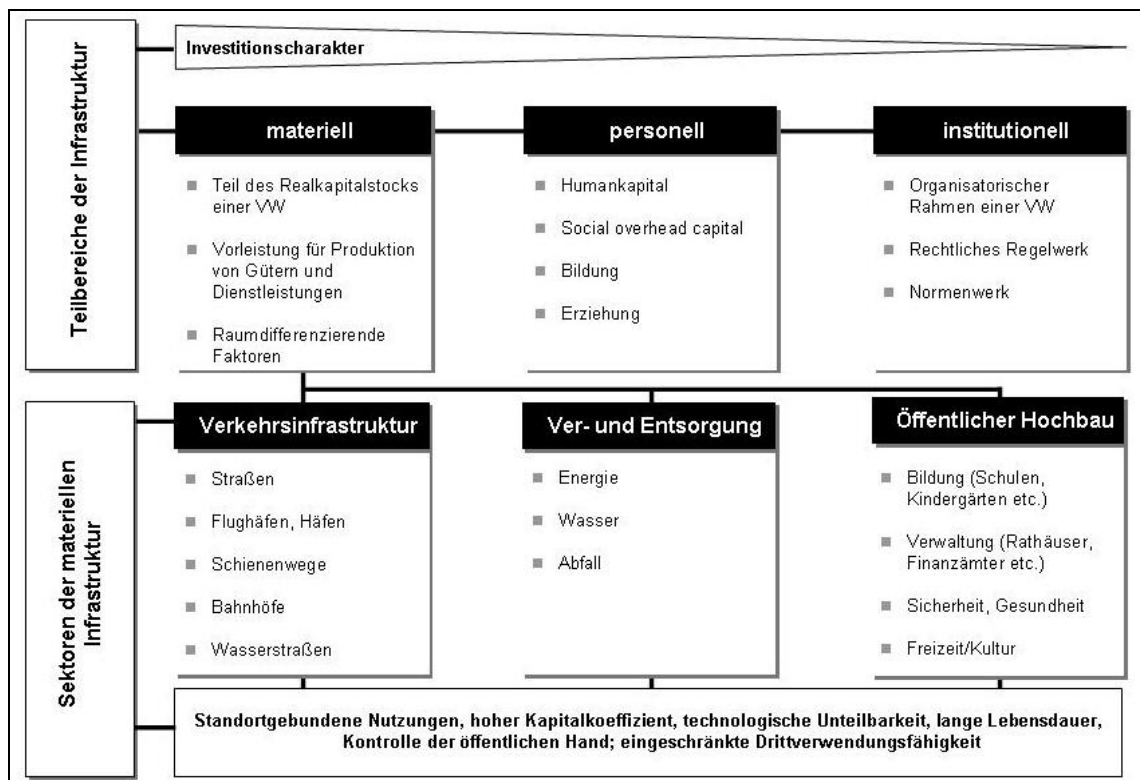 Teilbereiche der Infrastruktur
Investitionscharakter
materiell
Teil des Realkapitalstocks
einer VW
Vorleistung für Produktion
von Gütern und
Dienstleistungen
Raumdifferenzierende
Faktoren
personell
Humankapital
Social overhead capital
Bildung
Erziehung
institutionell
Organisatorischer
Rahmen einer VW
Rechtliches Regelwerk
Normenwerk
Sektoren der materiellen
Infrastruktur
Verkehrsinfrastruktur
Straßen
Flughäfen, Häfen
Schienenwege
Bahnhöfe
Wasserstraßen
Ver- und Entsorgung
Energie
Wasser
Abfall
Öffentlicher Hochbau
Bildung (Schulen,
Kindergärten etc.)
Verwaltung (Rathäuser,
Finanzämter etc.)
Sicherheit, Gesundheit
Freizeit/Kultur
Standortgebundene Nutzungen, hoher Kapitalkoeffizient, technologische Unteilbarkeit, lange Lebensdauer,
Kontrolle der öffentlichen Hand; eingeschränkte Drittverwendungsfähigkeit